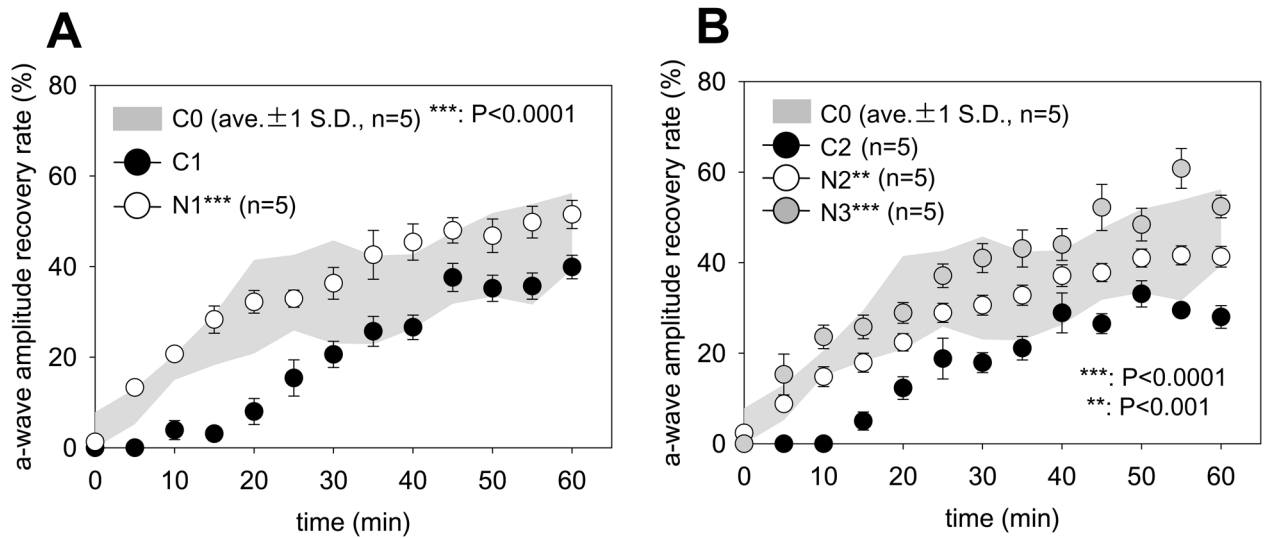 A
a-wave amplitude recovery rate (%)
80
60
40
20
0
C0 (ave.±1 S.D., n=5) ***: P<0.0001
C1
N1*** (n=5)
0 10 20 30 40 50 60
time (min)
B
a-wave amplitude recovery rate (%)
80
60
40
20
0
C0 (ave.±1 S.D., n=5)
C2 (n=5)
N2** (n=5)
N3*** (n=5)
***: P<0.0001
**: P<0.001
0 10 20 30 40 50 60
time (min)